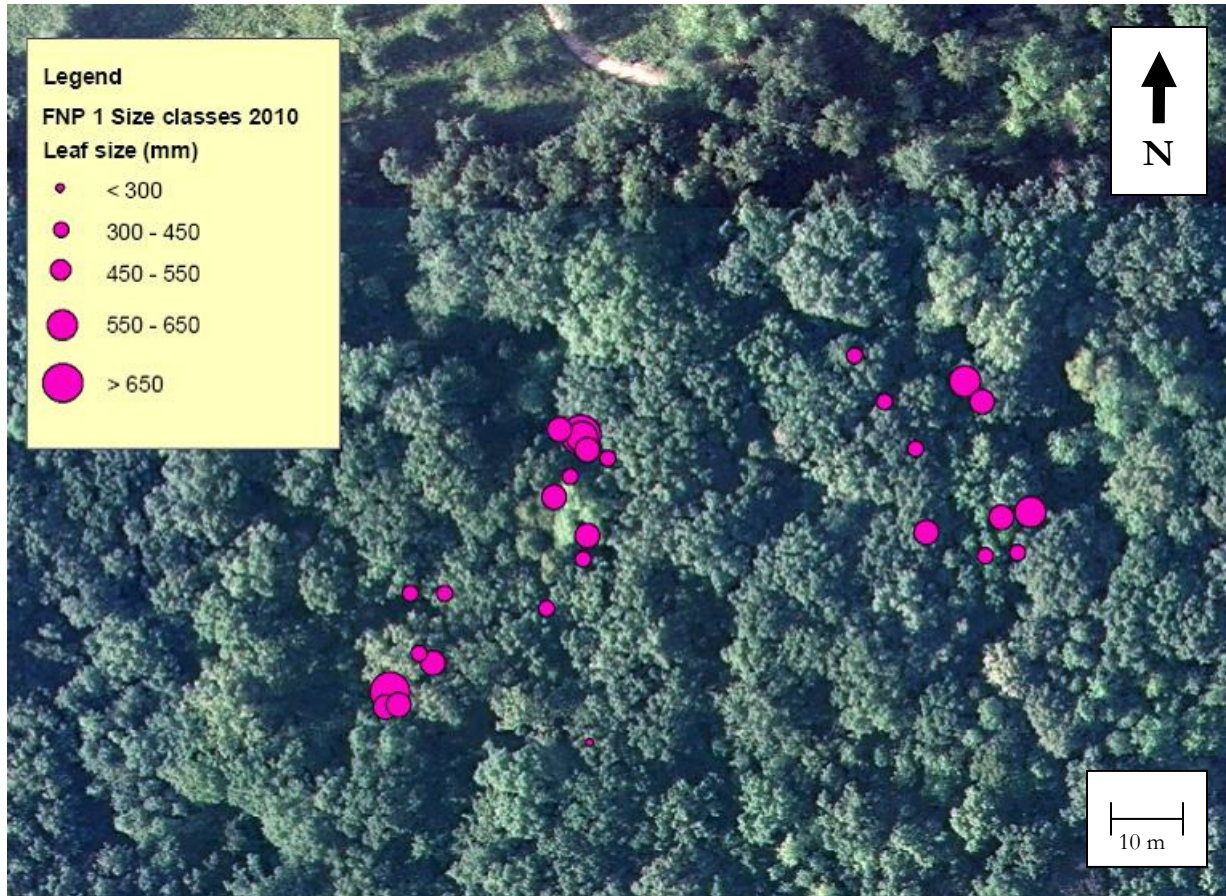 Legend
FNP 1 Size classes 2010
Leaf size (mm)
< 300
300 - 450
450 - 550
550 - 650
> 650
N
10 m